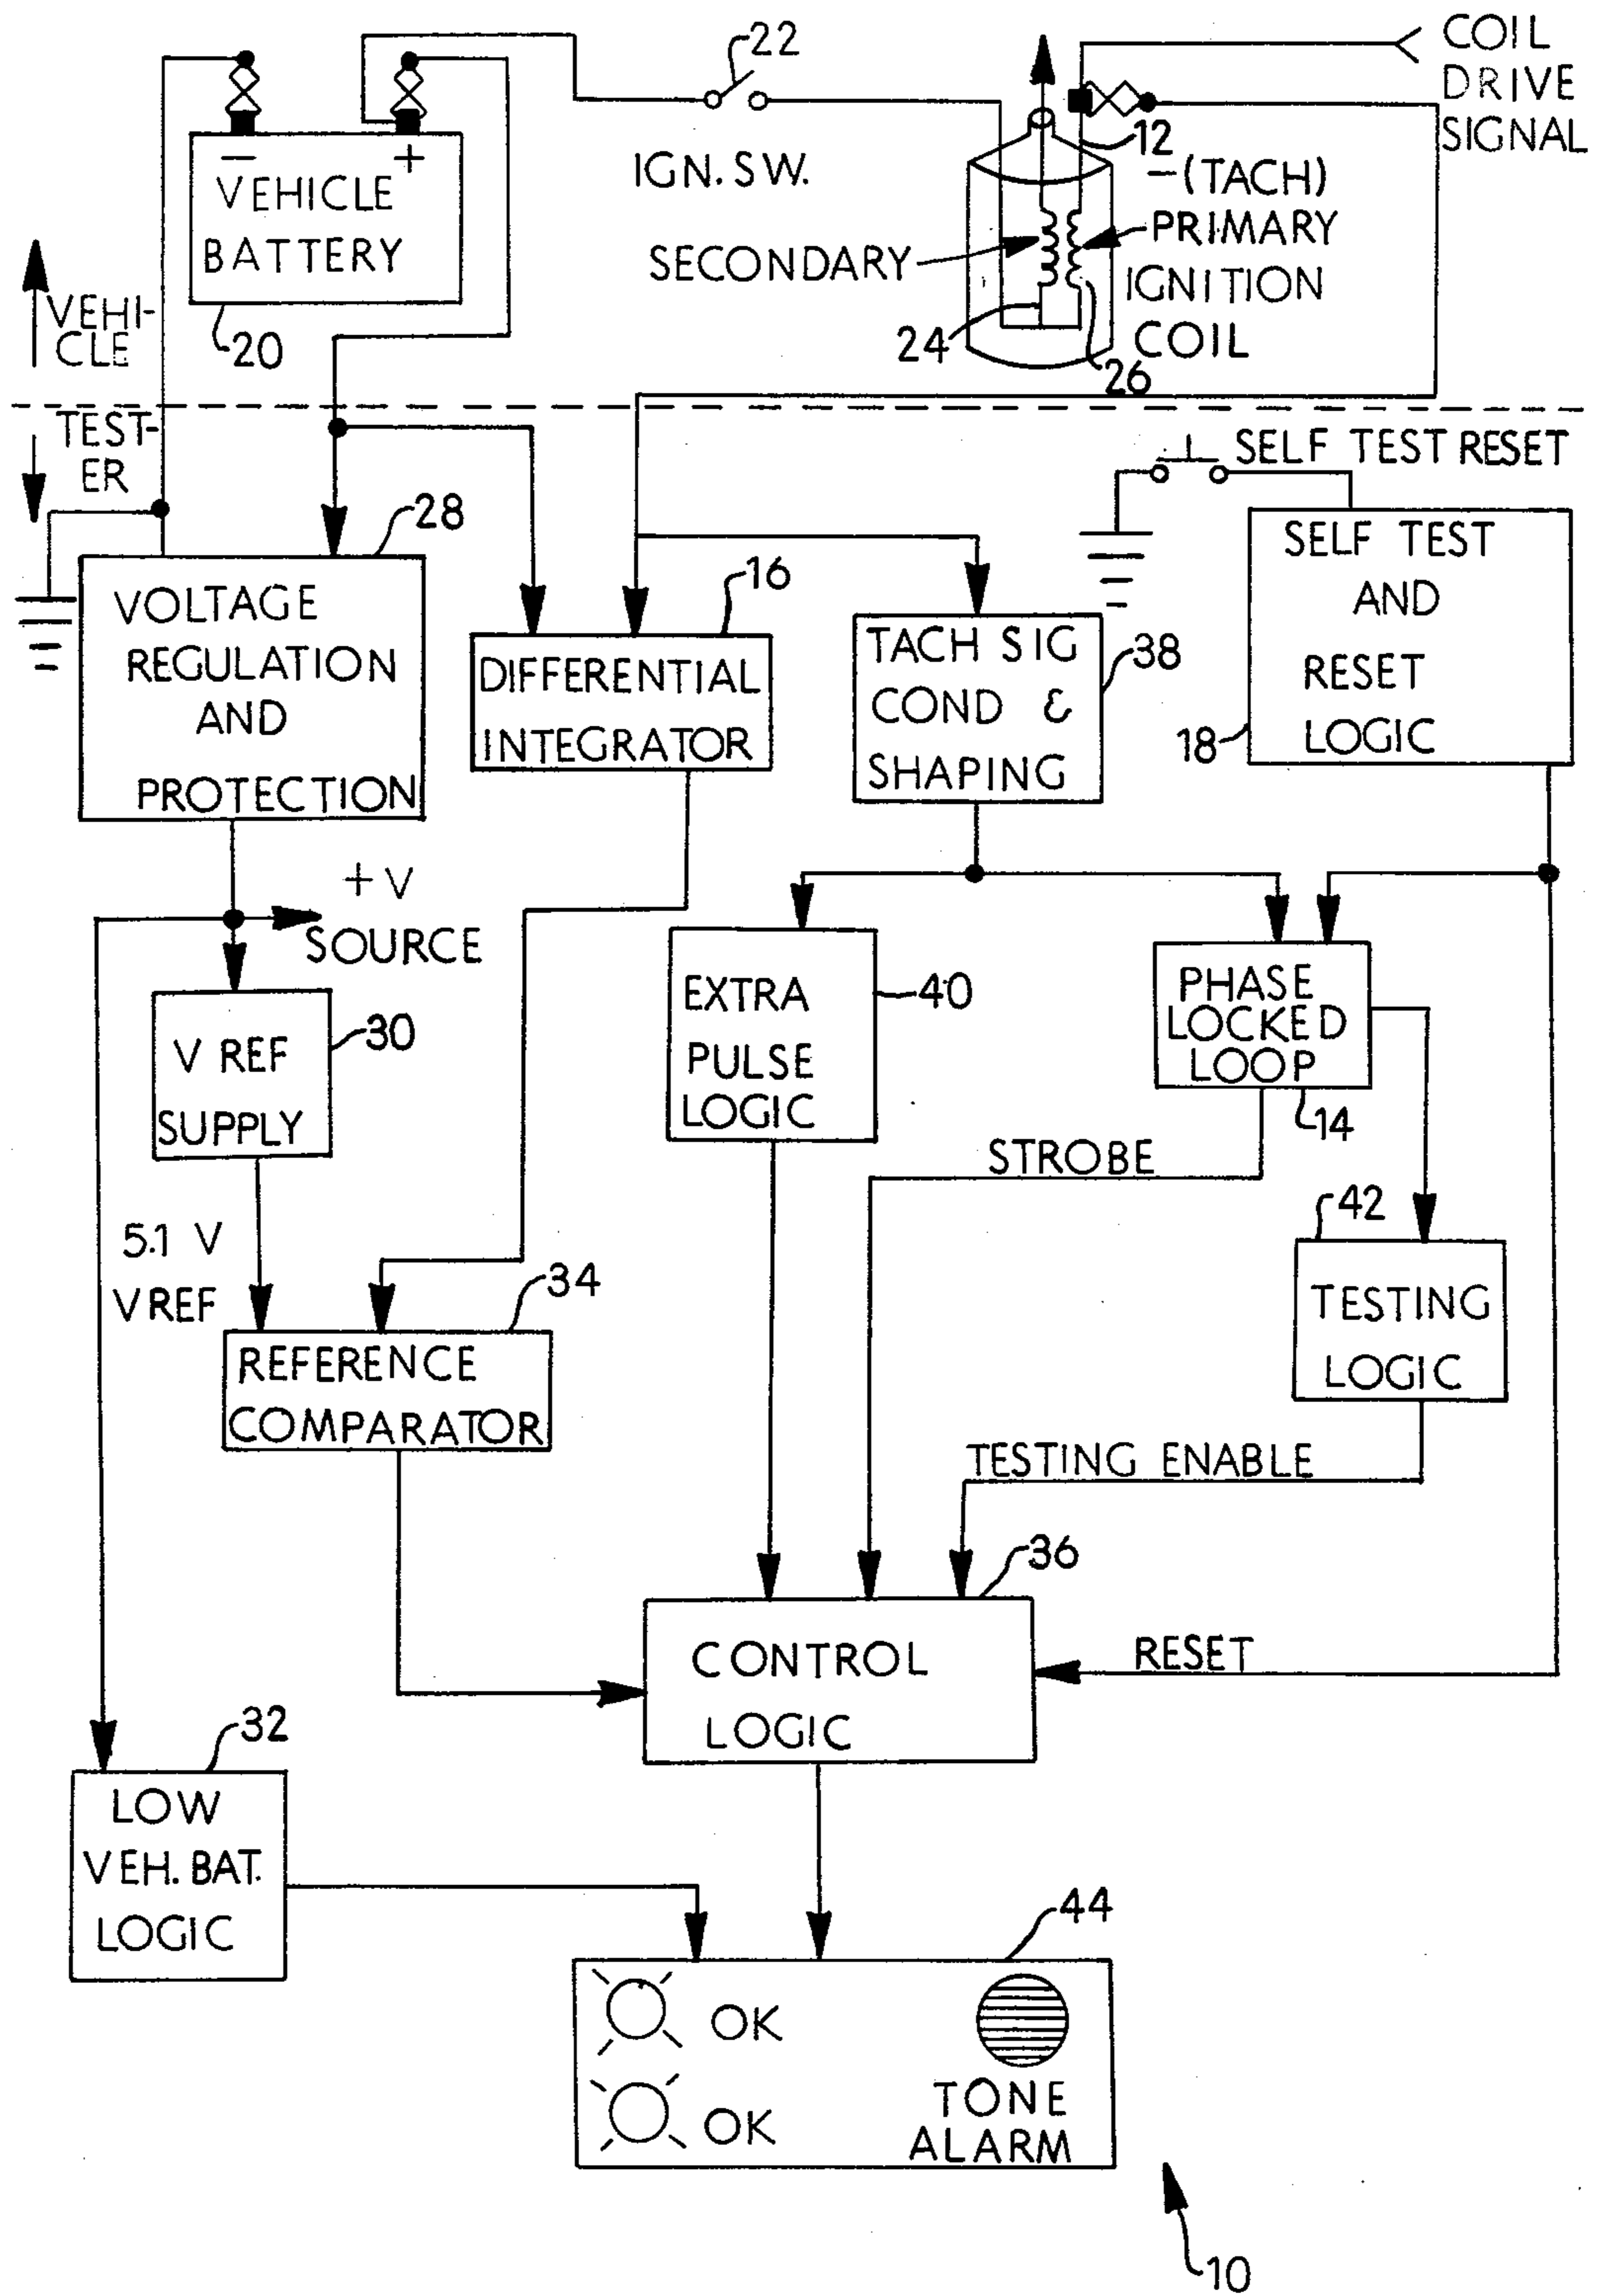 22
COIL
DRIVE
SIGNAL
12
− +
VEHICLE
BATTERY
20
IGN. SW.
−(TACH)
PRIMARY
IGNITION
COIL
SECONDARY
24
26
VEHI-
CLE
TEST-
ER
SELF TEST RESET
28
VOLTAGE
REGULATION
AND
PROTECTION
16
DIFFERENTIAL
INTEGRATOR
TACH SIG
COND &
SHAPING
38
SELF TEST
AND
RESET
LOGIC
18
+ V
SOURCE
V REF
SUPPLY
30
EXTRA
PULSE
LOGIC
40
PHASE
LOCKED
LOOP
14
STROBE
42
TESTING
LOGIC
5.1 V
V REF
34
REFERENCE
COMPARATOR
TESTING ENABLE
36
CONTROL
LOGIC
RESET
32
LOW
VEH. BAT.
LOGIC
44
OK
OK
TONE
ALARM
10